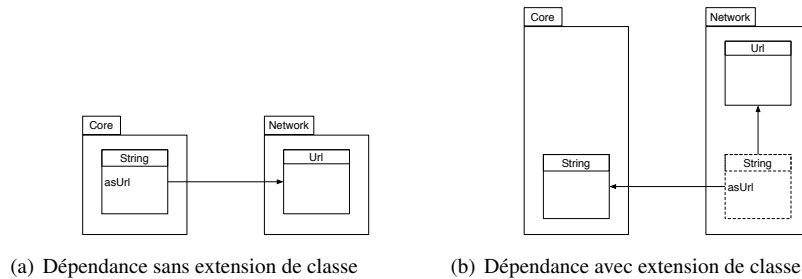 Core
Network
String
Url
asUrl
Core
Network
Url
String
String
asUrl
(a) Dépendance sans extension de classe
(b) Dépendance avec extension de classe